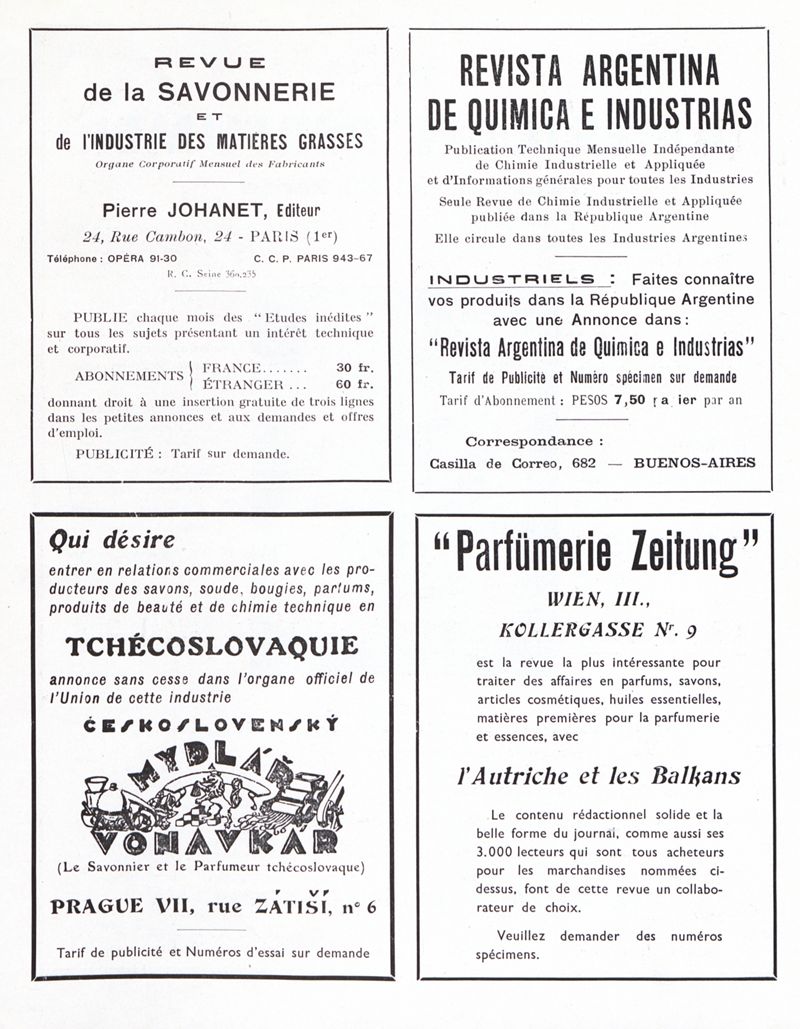 REVUE
de la SAVONNERIE
ET
de l'INDUSTRIE DES MATIÈRES GRASSES
Organe Corporatif Mensuel des Fabricants
Pierre JOHANET, Editeur
24, Rue Cambon, 24 - PARIS (1er)
Téléphone : OPÉRA 91-30 C. C. P. PARIS 943-67
R. C. Seine 360.235
PUBLIE chaque mois des " Etudes inédites "
sur tous les sujets présentant un intérêt technique
et corporatif.
ABONNEMENTS { FRANCE....... 30 fr.
ÉTRANGER ... 60 fr.
donnant droit à une insertion gratuite de trois lignes
dans les petites annonces et aux demandes et offres
d'emploi.
PUBLICITÉ : Tarif sur demande.
REVISTA ARGENTINA
DE QUIMICA E INDUSTRIAS
Publication Technique Mensuelle Indépendante
de Chimie Industrielle et Appliquée
et d'Informations générales pour toutes les Industries
Seule Revue de Chimie Industrielle et Appliquée
publiée dans la République Argentine
Elle circule dans toutes les Industries Argentines
INDUSTRIELS : Faites connaître
vos produits dans la République Argentine
avec une Annonce dans :
"Revista Argentina de Quimica e Industrias"
Tarif de Publicité et Numéro spécimen sur demande
Tarif d'Abonnement : PESOS 7,50 par an
Correspondance :
Casilla de Correo, 682 — BUENOS-AIRES
Qui désire
entrer en relations commerciales avec les pro-
ducteurs des savons, soude, bougies, parfums,
produits de beauté et de chimie technique en
TCHÉCOSLOVAQUIE
annonce sans cesse dans l'organe officiel de
l'Union de cette industrie
ČESKOSLOVENSKÝ
MYDLÁŘ
VOŇAVKÁŘ
(Le Savonnier et le Parfumeur tchécoslovaque)
PRAGUE VII, rue ZÁTIŠÍ, n° 6
Tarif de publicité et Numéros d'essai sur demande
"Parfümerie Zeitung"
WIEN, III.,
KOLLERGASSE Nr. 9
est la revue la plus intéressante pour
traiter des affaires en parfums, savons,
articles cosmétiques, huiles essentielles,
matières premières pour la parfumerie
et essences, avec
l'Autriche et les Balkans
Le contenu rédactionnel solide et la
belle forme du journal, comme aussi ses
3.000 lecteurs qui sont tous acheteurs
pour les marchandises nommées ci-
dessus, font de cette revue un collabo-
rateur de choix.
Veuillez demander des numéros
spécimens.